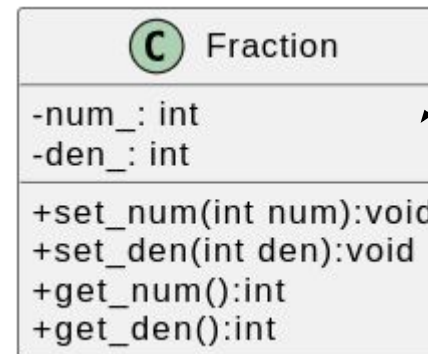 C Fraction
-num_: int
-den_: int
+set_num(int num):void
+set_den(int den):void
+get_num():int
+get_den():int